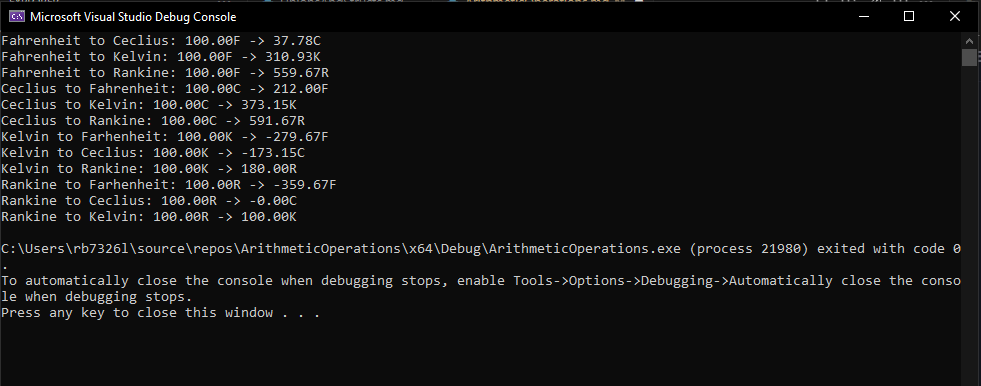 Microsoft Visual Studio Debug Console
Fahrenheit to Ceclius: 100.00F -> 37.78C
Fahrenheit to Kelvin: 100.00F -> 310.93K
Fahrenheit to Rankine: 100.00F -> 559.67R
Ceclius to Fahrenheit: 100.00C -> 212.00F
Ceclius to Kelvin: 100.00C -> 373.15K
Ceclius to Rankine: 100.00C -> 591.67R
Kelvin to Farhenheit: 100.00K -> -279.67F
Kelvin to Ceclius: 100.00K -> -173.15C
Kelvin to Rankine: 100.00K -> 180.00R
Rankine to Farhenheit: 100.00R -> -359.67F
Rankine to Ceclius: 100.00R -> -0.00C
Rankine to Kelvin: 100.00R -> 100.00K
C:\Users\rb7326l\source\repos\ArithmeticOperations\x64\Debug\ArithmeticOperations.exe (process 21980) exited with code 0
.
To automatically close the console when debugging stops, enable Tools->Options->Debugging->Automatically close the conso
le when debugging stops.
Press any key to close this window . . .